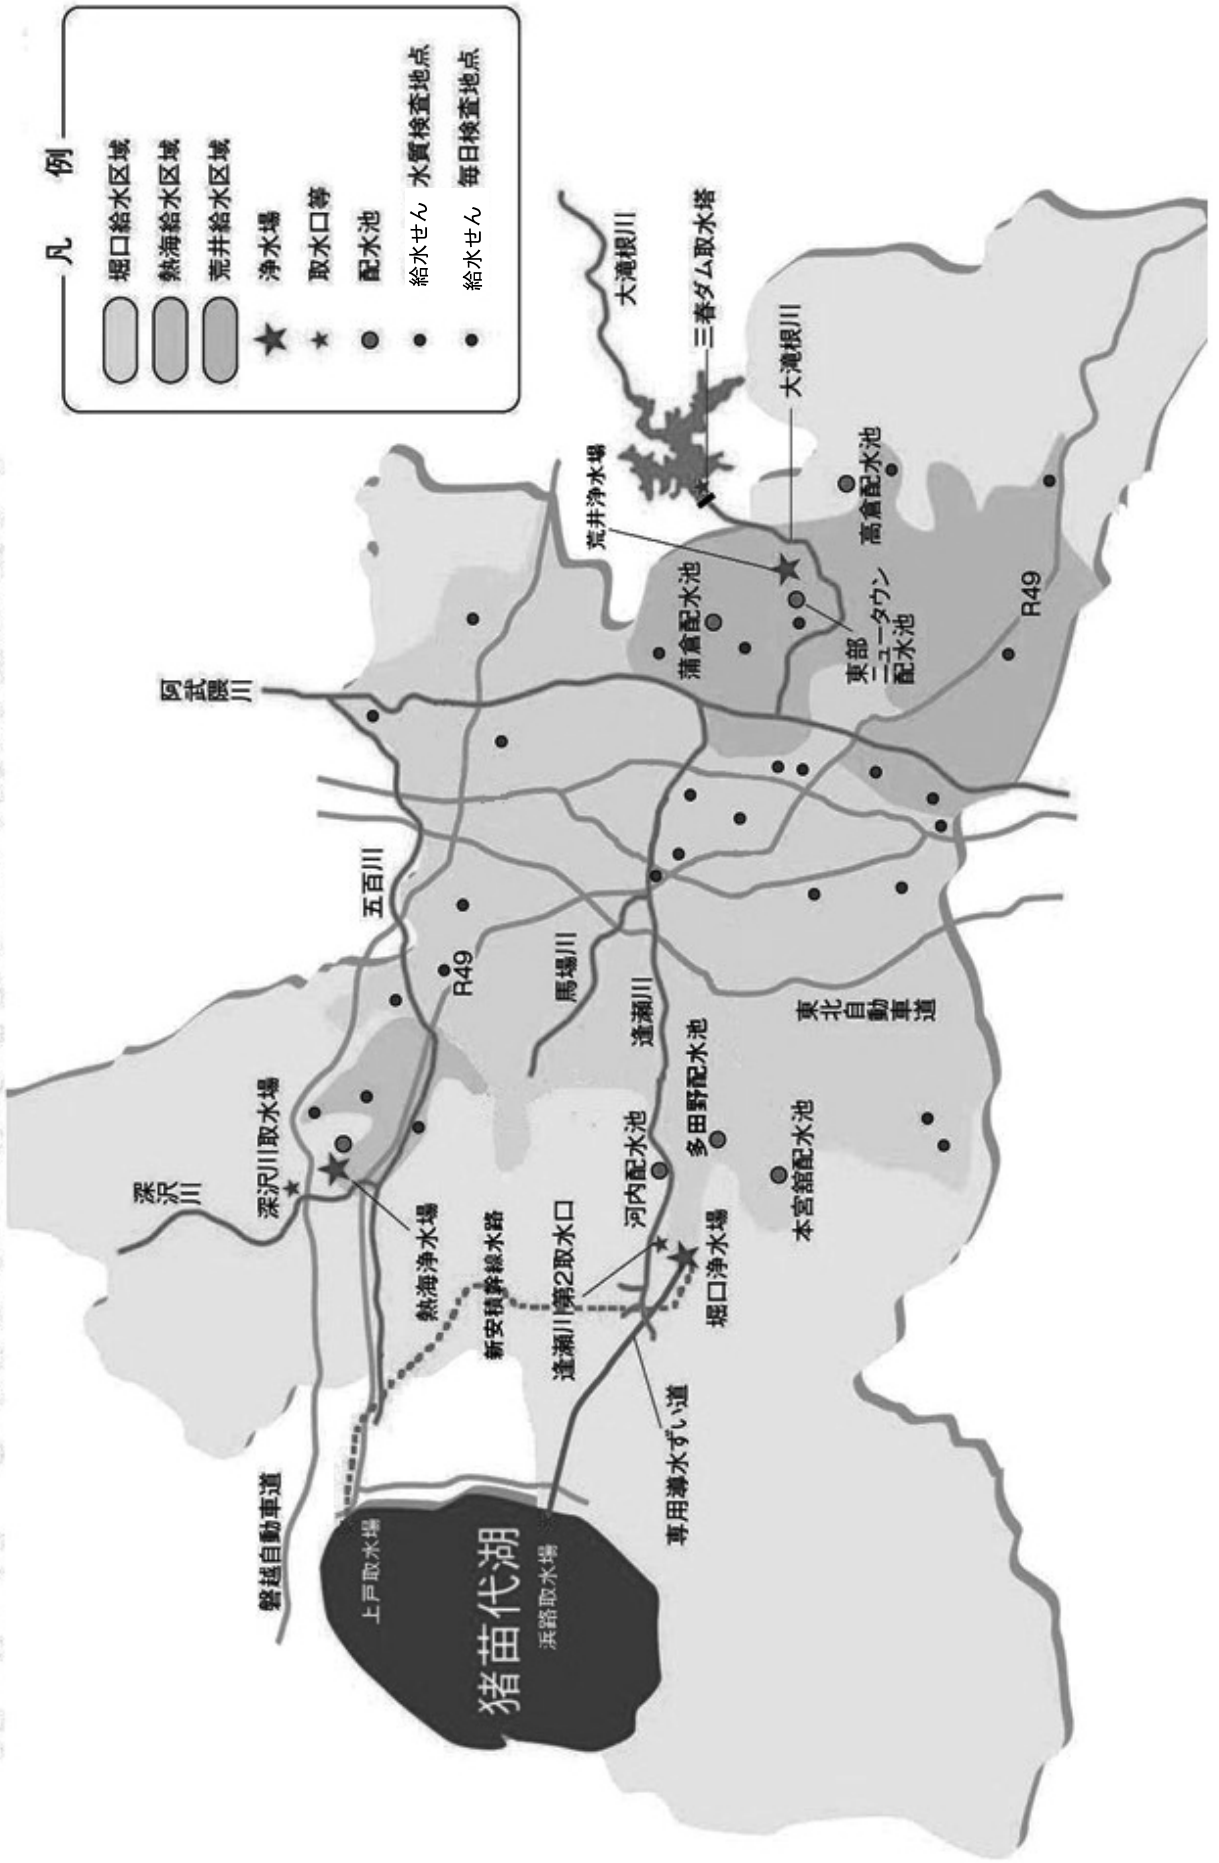 凡例
堀口給水区域
熱海給水区域
荒井給水区域
浄水場
取水口等
配水池
給水せん 水質検査地点
給水せん 毎日検査地点
磐越自動車道
深沢川
深沢川取水場
五百川
阿武隈川
上戸取水場
猪苗代湖
浜路取水場
熱海浄水場
新安積幹線水路
R49
逢瀬川第2取水口
馬場川
河内配水池
逢瀬川
専用導水ずい道
堀口浄水場
多田野配水池
本宮舘配水池
東北自動車道
荒井浄水場
蒲倉配水池
大滝根川
三春ダム取水塔
大滝根川
東部
ニュータウン
配水池
高倉配水池
R49